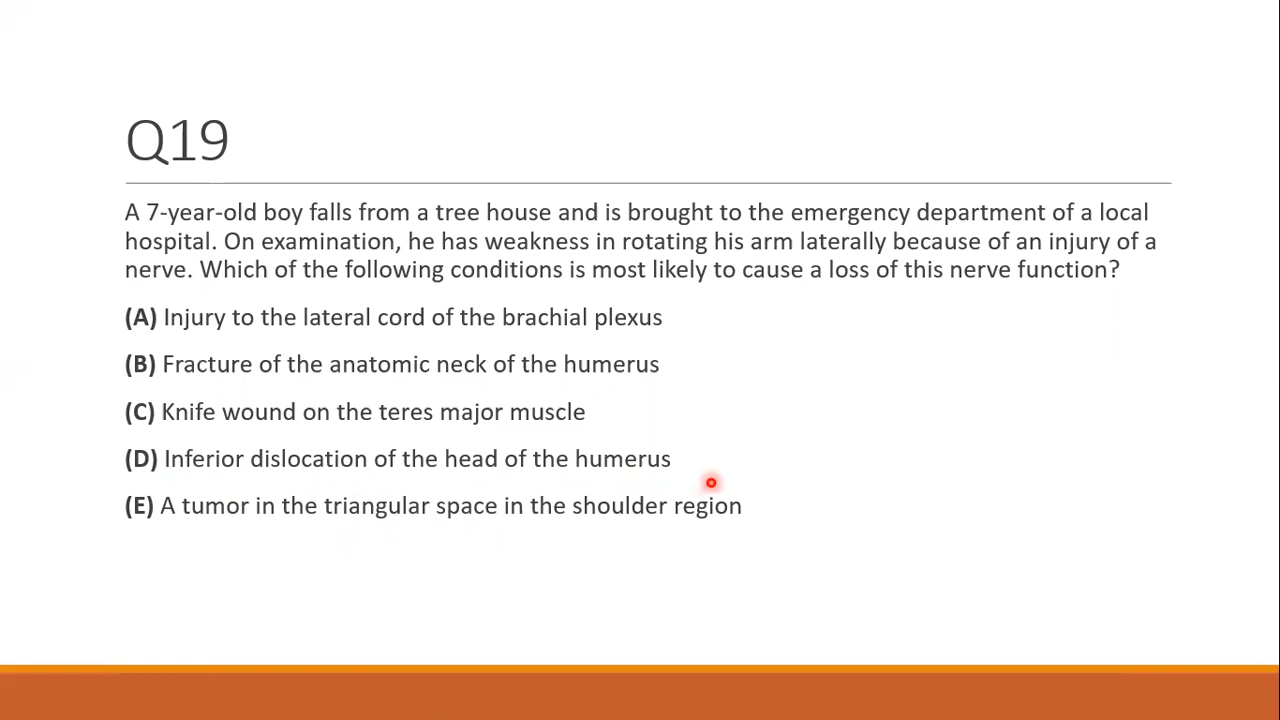 Q19
A 7-year-old boy falls from a tree house and is brought to the emergency department of a local
hospital. On examination, he has weakness in rotating his arm laterally because of an injury of a
nerve. Which of the following conditions is most likely to cause a loss of this nerve function?
(A) Injury to the lateral cord of the brachial plexus
(B) Fracture of the anatomic neck of the humerus
(C) Knife wound on the teres major muscle
(D) Inferior dislocation of the head of the humerus
(E) A tumor in the triangular space in the shoulder region